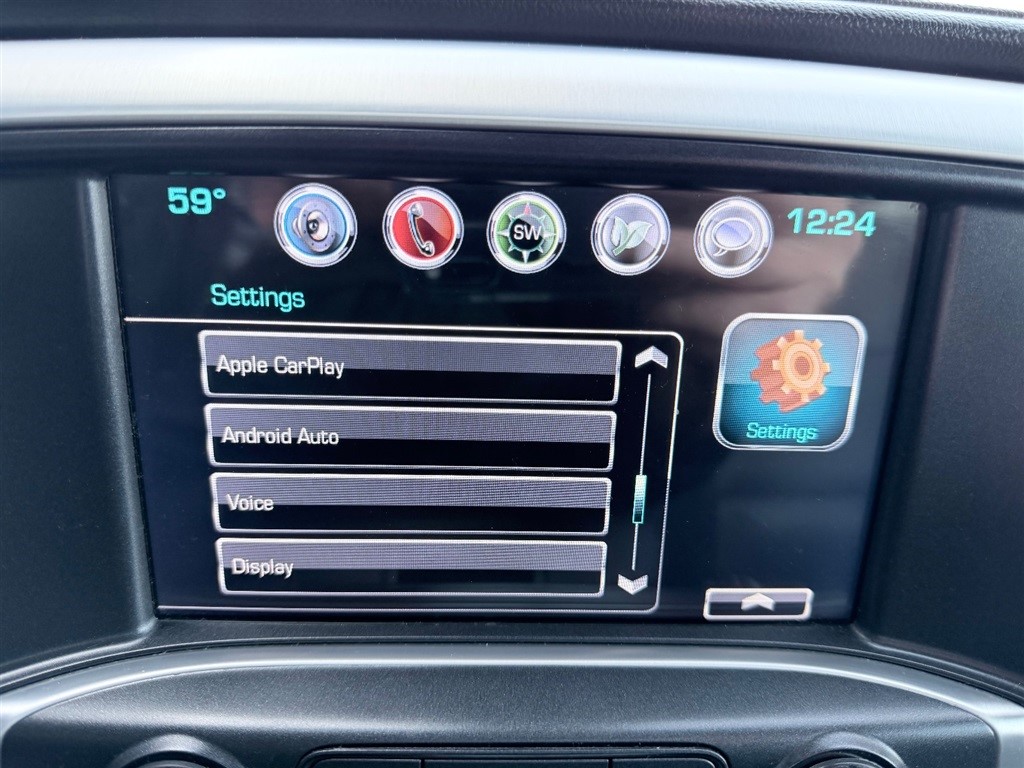 59°
SW
12:24
Settings
Apple CarPlay
Android Auto
Voice
Display
Settings